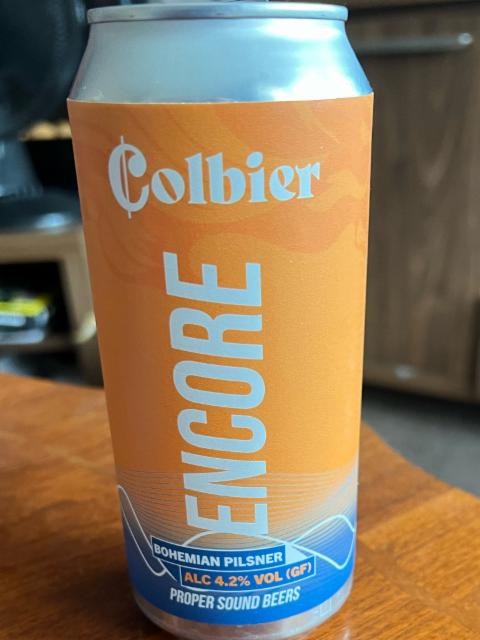 Colbier
ENCORE
BOHEMIAN PILSNER
ALC 4.2% VOL (GF)
PROPER SOUND BEERS